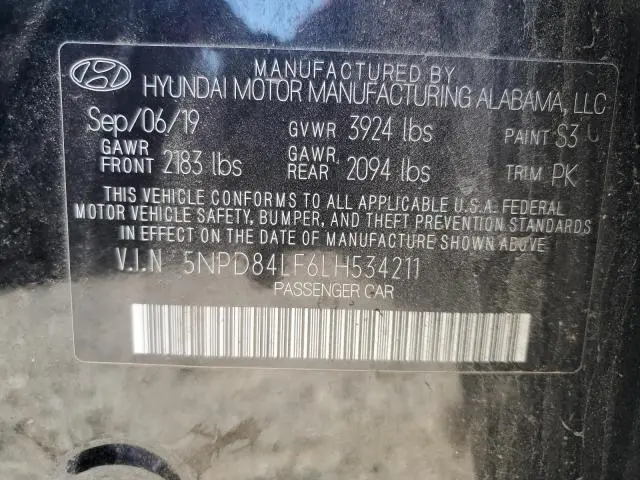 MANUFACTURED BY
HYUNDAI MOTOR MANUFACTURING ALABAMA, LLC
Sep/06/19 GVWR 3924 lbs PAINT S3
GAWR FRONT 2183 lbs GAWR REAR 2094 lbs TRIM PK
THIS VEHICLE CONFORMS TO ALL APPLICABLE U.S.A. FEDERAL
MOTOR VEHICLE SAFETY, BUMPER, AND THEFT PREVENTION STANDARDS
IN EFFECT ON THE DATE OF MANUFACTURE SHOWN ABOVE
V.I.N 5NPD84LF6LH534211
PASSENGER CAR